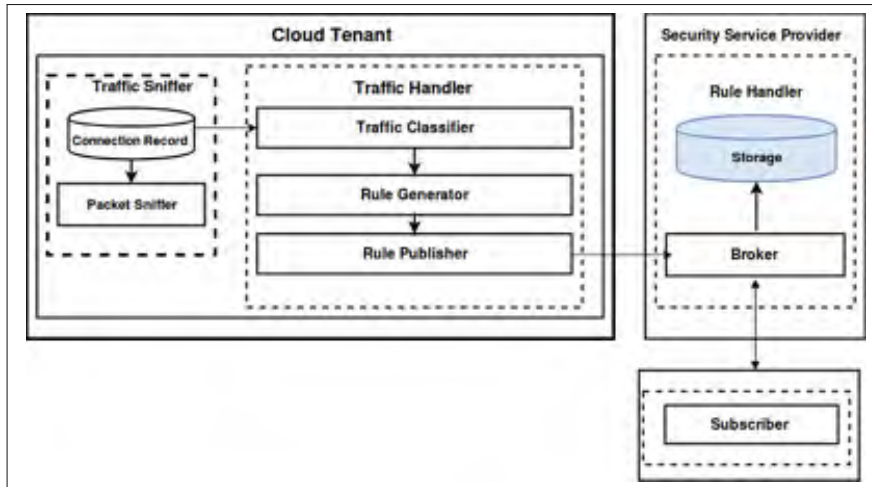 Cloud Tenant
Security Service Provider
Traffic Sniffer
Connection Record
Packet Sniffer
Traffic Handler
Traffic Classifier
Rule Generator
Rule Publisher
Rule Handler
Storage
Broker
Subscriber